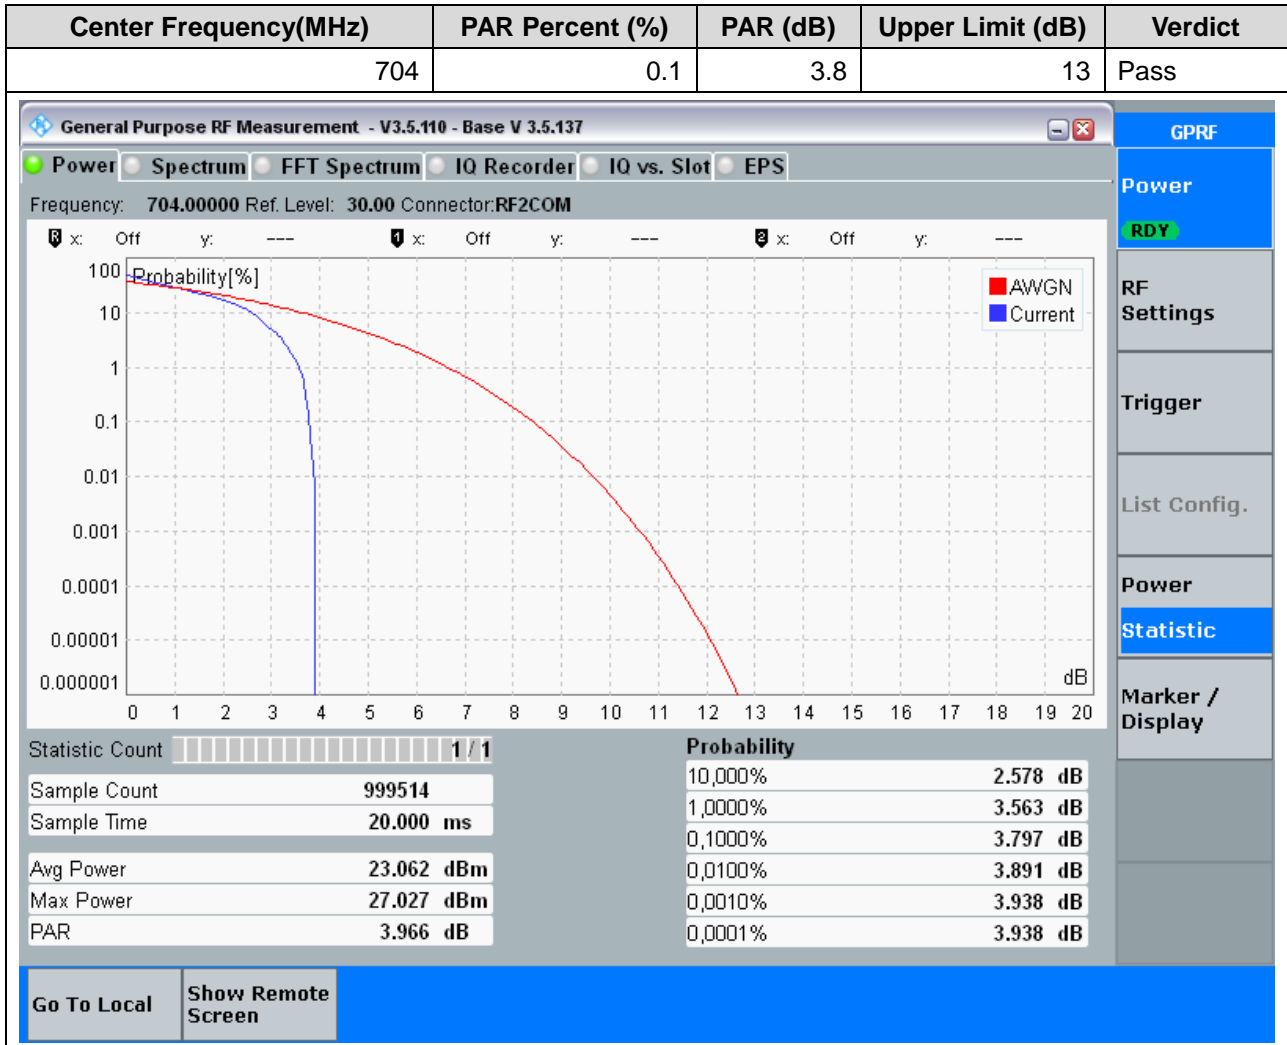 Center Frequency(MHz) PAR Percent (%) PAR (dB) Upper Limit (dB) Verdict
704 0.1 3.8 13 Pass
General Purpose RF Measurement - V3.5.110 - Base V 3.5.137
GPRF
Power Spectrum FFT Spectrum IQ Recorder IQ vs. Slot EPS
Power
RDY
Frequency: 704.00000 Ref. Level: 30.00 Connector:RF2COM
R x: Off y: --- 1 x: Off y: --- 2 x: Off y: ---
Probability[%]
AWGN
Current
100
10
1
0.1
0.01
0.001
0.0001
0.00001
0.000001
dB
0 1 2 3 4 5 6 7 8 9 10 11 12 13 14 15 16 17 18 19 20
RF
Settings
Trigger
List Config.
Power
Statistic
Marker /
Display
Statistic Count 1 / 1
Sample Count 999514
Sample Time 20.000 ms
Avg Power 23.062 dBm
Max Power 27.027 dBm
PAR 3.966 dB
Probability
10,000% 2.578 dB
1,0000% 3.563 dB
0,1000% 3.797 dB
0,0100% 3.891 dB
0,0010% 3.938 dB
0,0001% 3.938 dB
Go To Local
Show Remote
Screen